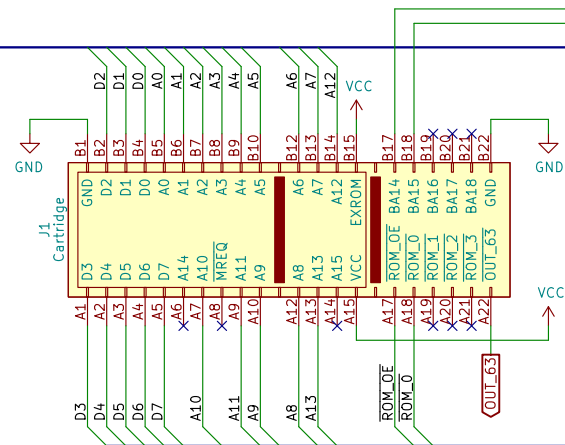 D2 D1 D0 A0 A1 A2 A3 A4 A5 A6 A7 A12
VCC
B1 B2 B3 B4 B5 B6 B7 B8 B9 B10 B12 B13 B14 B15 B17 B18 B19 B20 B21 B22
GND
GND
GND D2 D1 D0 A0 A1 A2 A3 A4 A5 A6 A7 A12 EXROM BA14 BA15 BA16 BA17 BA18 GND
J1
Cartridge
D3 D4 D5 D6 D7 A14 A10 MREQ A11 A9 A8 A13 A15 VCC ROM_OE ROM_0 ROM_1 ROM_2 ROM_3 OUT_63
VCC
A1 A2 A3 A4 A5 A6 A7 A8 A9 A10 A12 A13 A14 A15 A17 A18 A19 A20 A21 A22
D3 D4 D5 D6 D7 A10 A11 A9 A8 A13 ROM_OE ROM_0
OUT_63